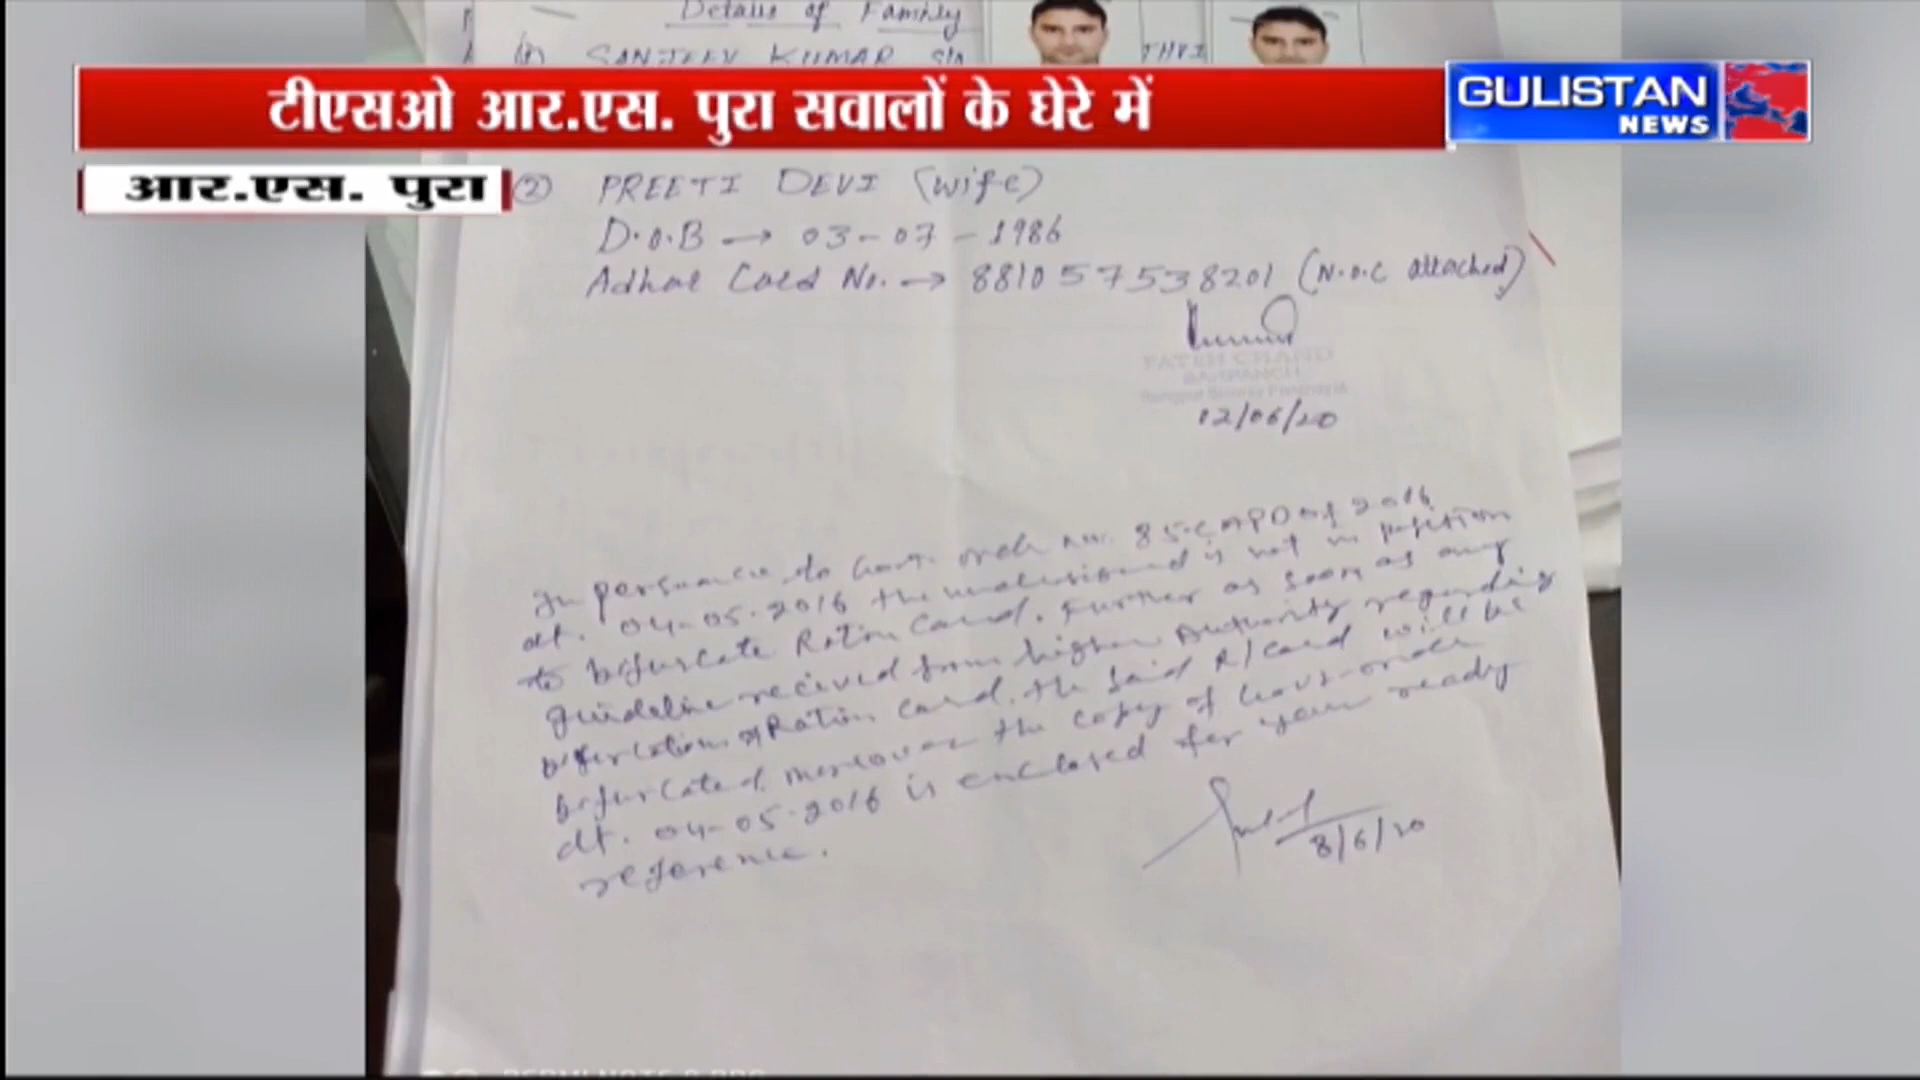 Details of Family
(1) SANJEEV KUMAR S/o
टीएसओ आर.एस. पुरा सवालों के घेरे में
GULISTAN
NEWS
आर.एस. पुरा
(2) PREETI DEVI (wife)
D.O.B → 03-07-1986
Adhar Card No. → 881057538201 (N.O.C attached)
FATEH CHAND
SARPANCH
02/06/20
In persuance to Govt. order no. 85-CAPD of 2016
dt. 04-05-2016 the undersigned is not in position
to bifurcate Ration Card. Further as soon as any
guideline recived from higher Authority regarding
bifurcation of Ration Card, the said R/Card will be
bifurcated, moreover the copy of Govt-order
dt. 04-05-2016 is enclosed for your ready
reference.
8/6/20